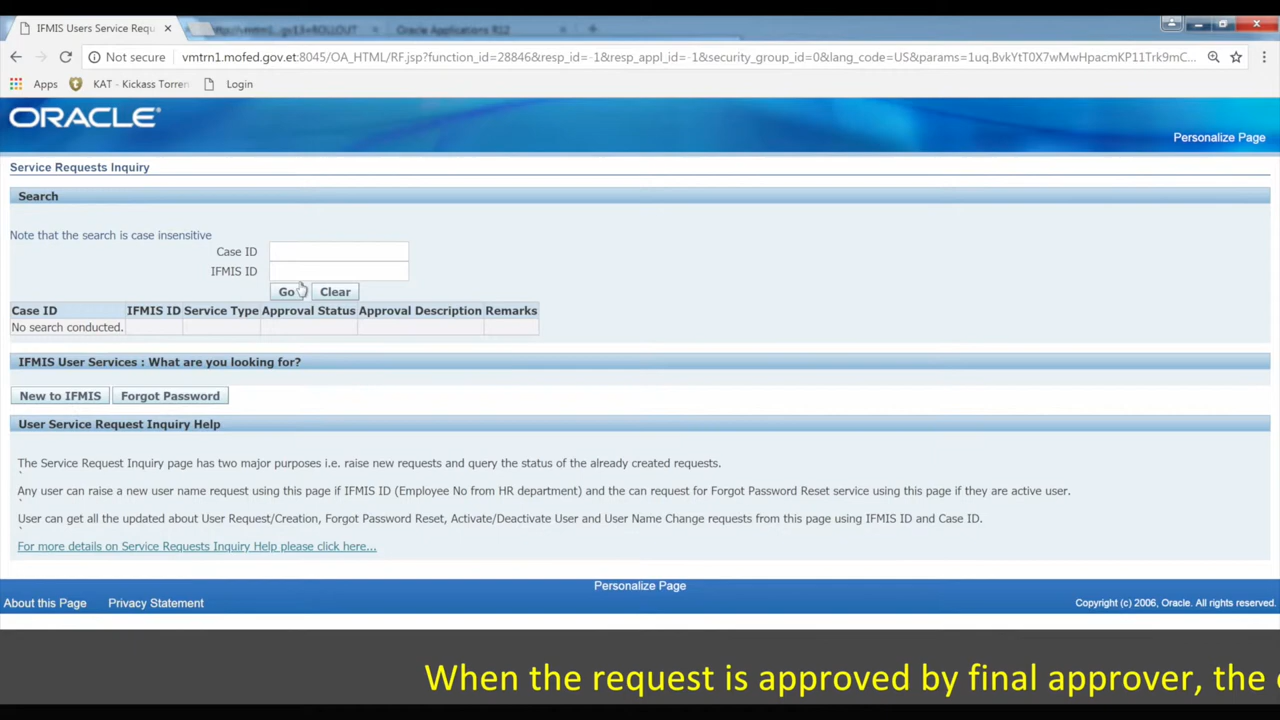 IFMIS Users Service Requ
Oracle Applications R12
Not secure
vmtrn1.mofed.gov.et:8045/OA_HTML/RF.jsp?function_id=28846&resp_id=-1&resp_appl_id=-1&security_group_id=0&lang_code=US&params=1uq.BvkYtT0X7wMwHpacmKP11Trk9mC...
Apps
KAT - Kickass Torren
Login
ORACLE®
Personalize Page
Service Requests Inquiry
Search
Note that the search is case insensitive
Case ID
IFMIS ID
Go Clear
Case ID IFMIS ID Service Type Approval Status Approval Description Remarks
No search conducted.
IFMIS User Services : What are you looking for?
New to IFMIS Forgot Password
User Service Request Inquiry Help
The Service Request Inquiry page has two major purposes i.e. raise new requests and query the status of the already created requests.
Any user can raise a new user name request using this page if IFMIS ID (Employee No from HR department) and the can request for Forgot Password Reset service using this page if they are active user.
User can get all the updated about User Request/Creation, Forgot Password Reset, Activate/Deactivate User and User Name Change requests from this page using IFMIS ID and Case ID.
For more details on Service Requests Inquiry Help please click here...
Personalize Page
About this Page Privacy Statement
Copyright (c) 2006, Oracle. All rights reserved.
When the request is approved by final approver, the